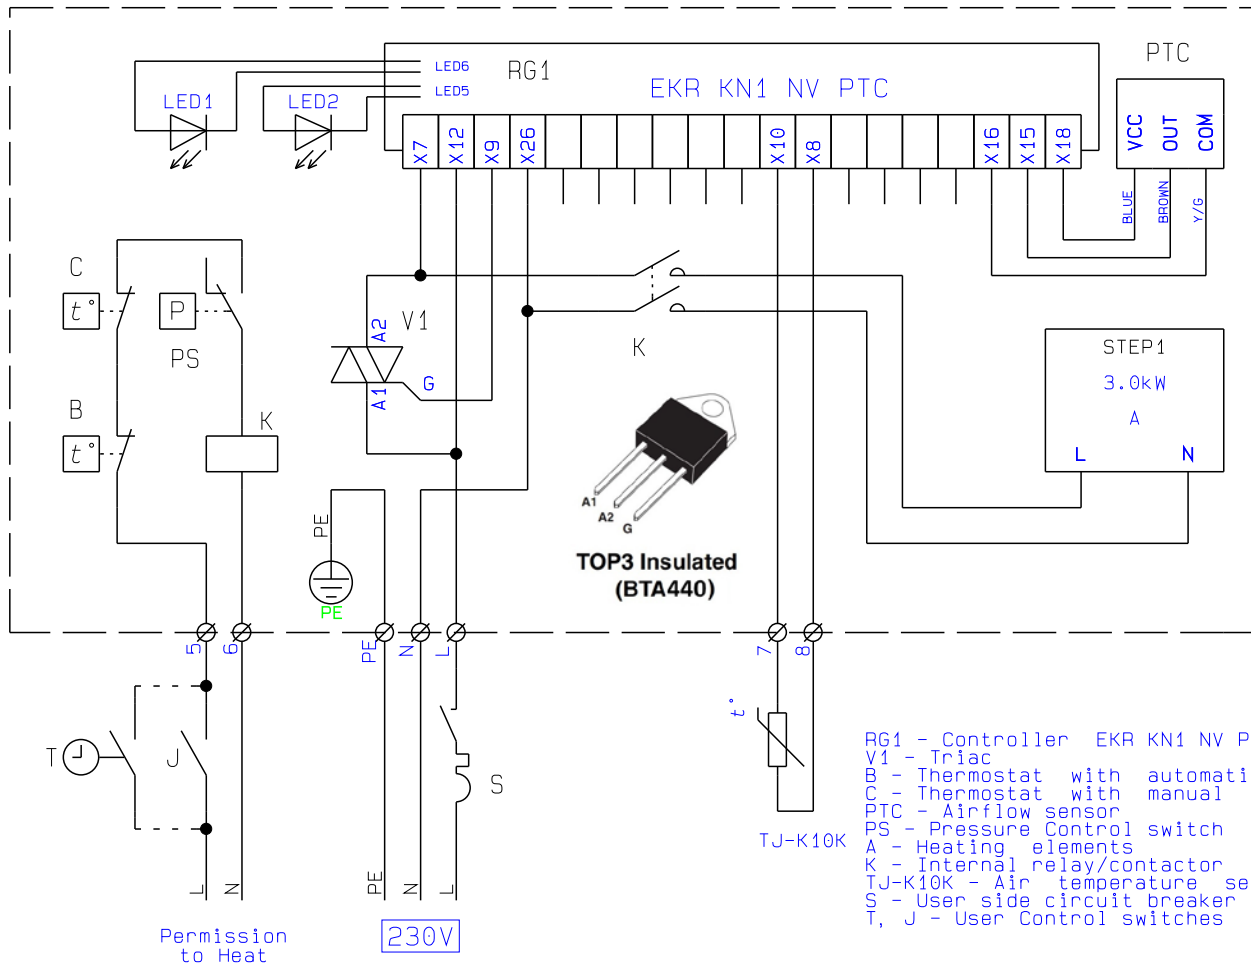 PTC
LED6
RG1
EKR KN1 NV PTC
LED5
LED1
LED2
X7
X12
X9
X26
X10
X8
X16
X15
X18
VCC
OUT
COM
BLUE
BROWN
Y/G
C
t°
P
PS
V1
A2
A1
G
K
STEP1
3.0kW
A
L
N
B
t°
K
A1
A2
G
TOP3 Insulated
(BTA440)
PE
PE
5
6
PE
N
L
7
8
T
J
S
t°
TJ-K10K
L
N
PE
N
L
Permission
to Heat
230V
RG1 - Controller EKR KN1 NV P
V1 - Triac
B - Thermostat with automati
C - Thermostat with manual
PTC - Airflow sensor
PS - Pressure Control switch
A - Heating elements
K - Internal relay/contactor
TJ-K10K - Air temperature se
S - User side circuit breaker
T, J - User Control switches